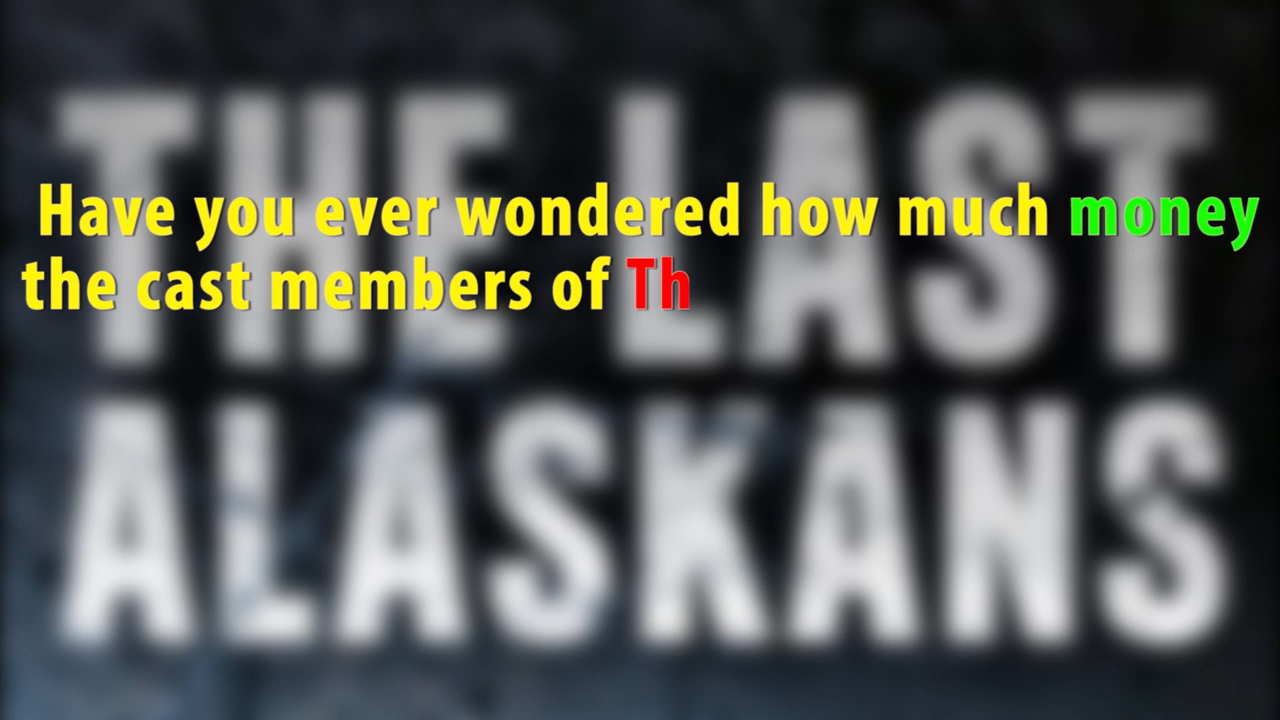 THE LAST
Have you ever wondered how much money
the cast members of Th
ALASKANS